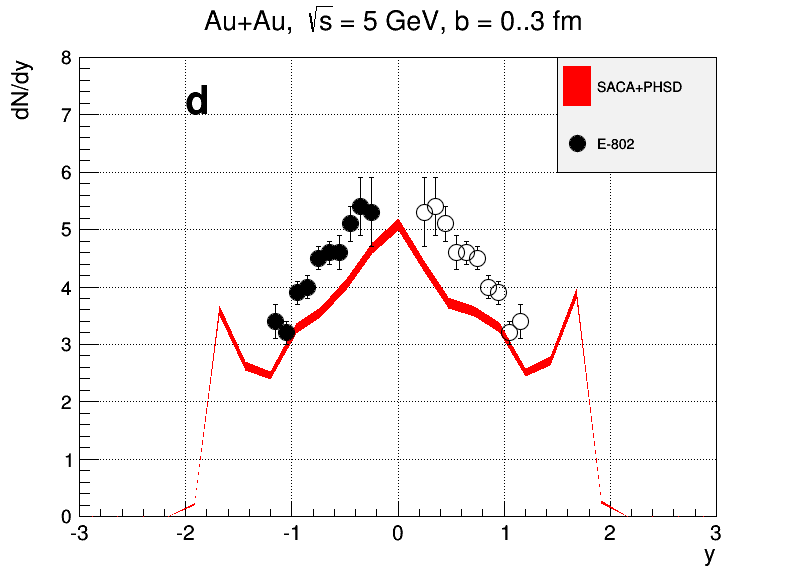 Au+Au, √s = 5 GeV, b = 0..3 fm
dN/dy
8
7
6
5
4
3
2
1
0
d
SACA+PHSD
E-802
-3 -2 -1 0 1 2 3
y